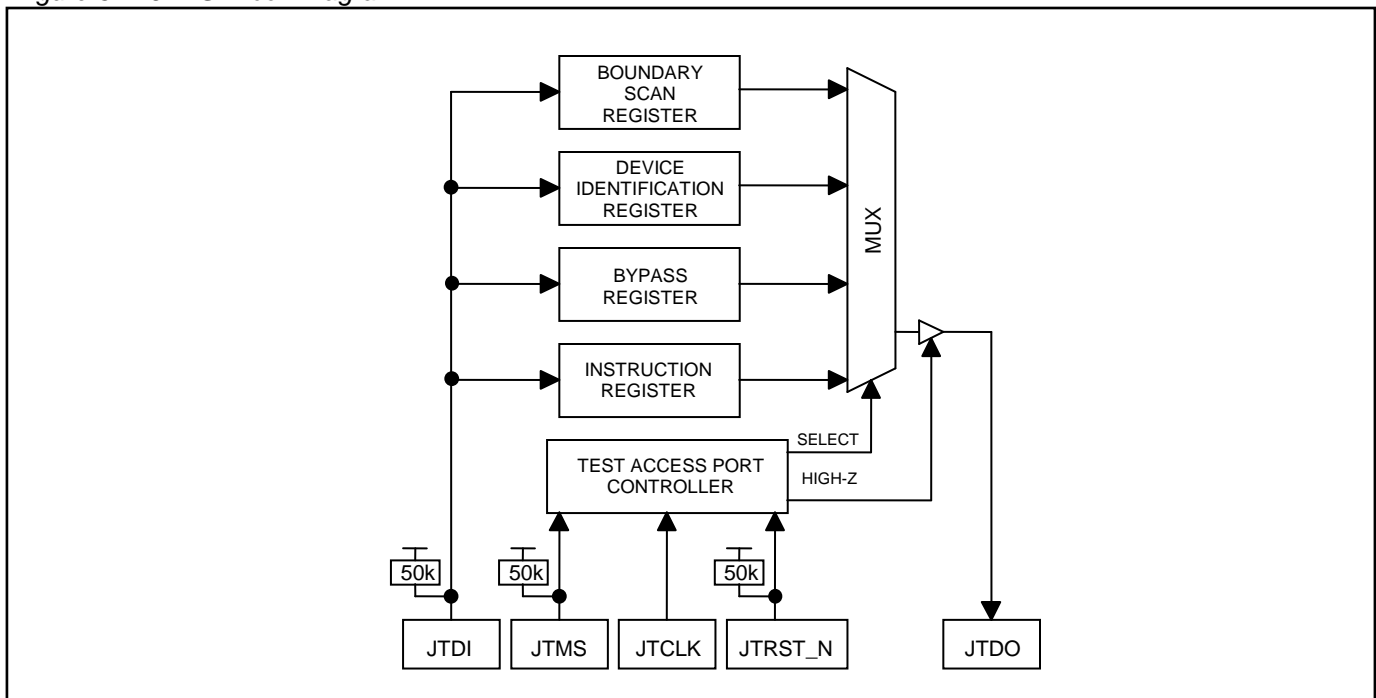 BOUNDARY
SCAN
REGISTER
DEVICE
IDENTIFICATION
REGISTER
BYPASS
REGISTER
INSTRUCTION
REGISTER
MUX
SELECT
TEST ACCESS PORT
CONTROLLER
HIGH-Z
50k
50k
50k
JTDI
JTMS
JTCLK
JTRST_N
JTDO